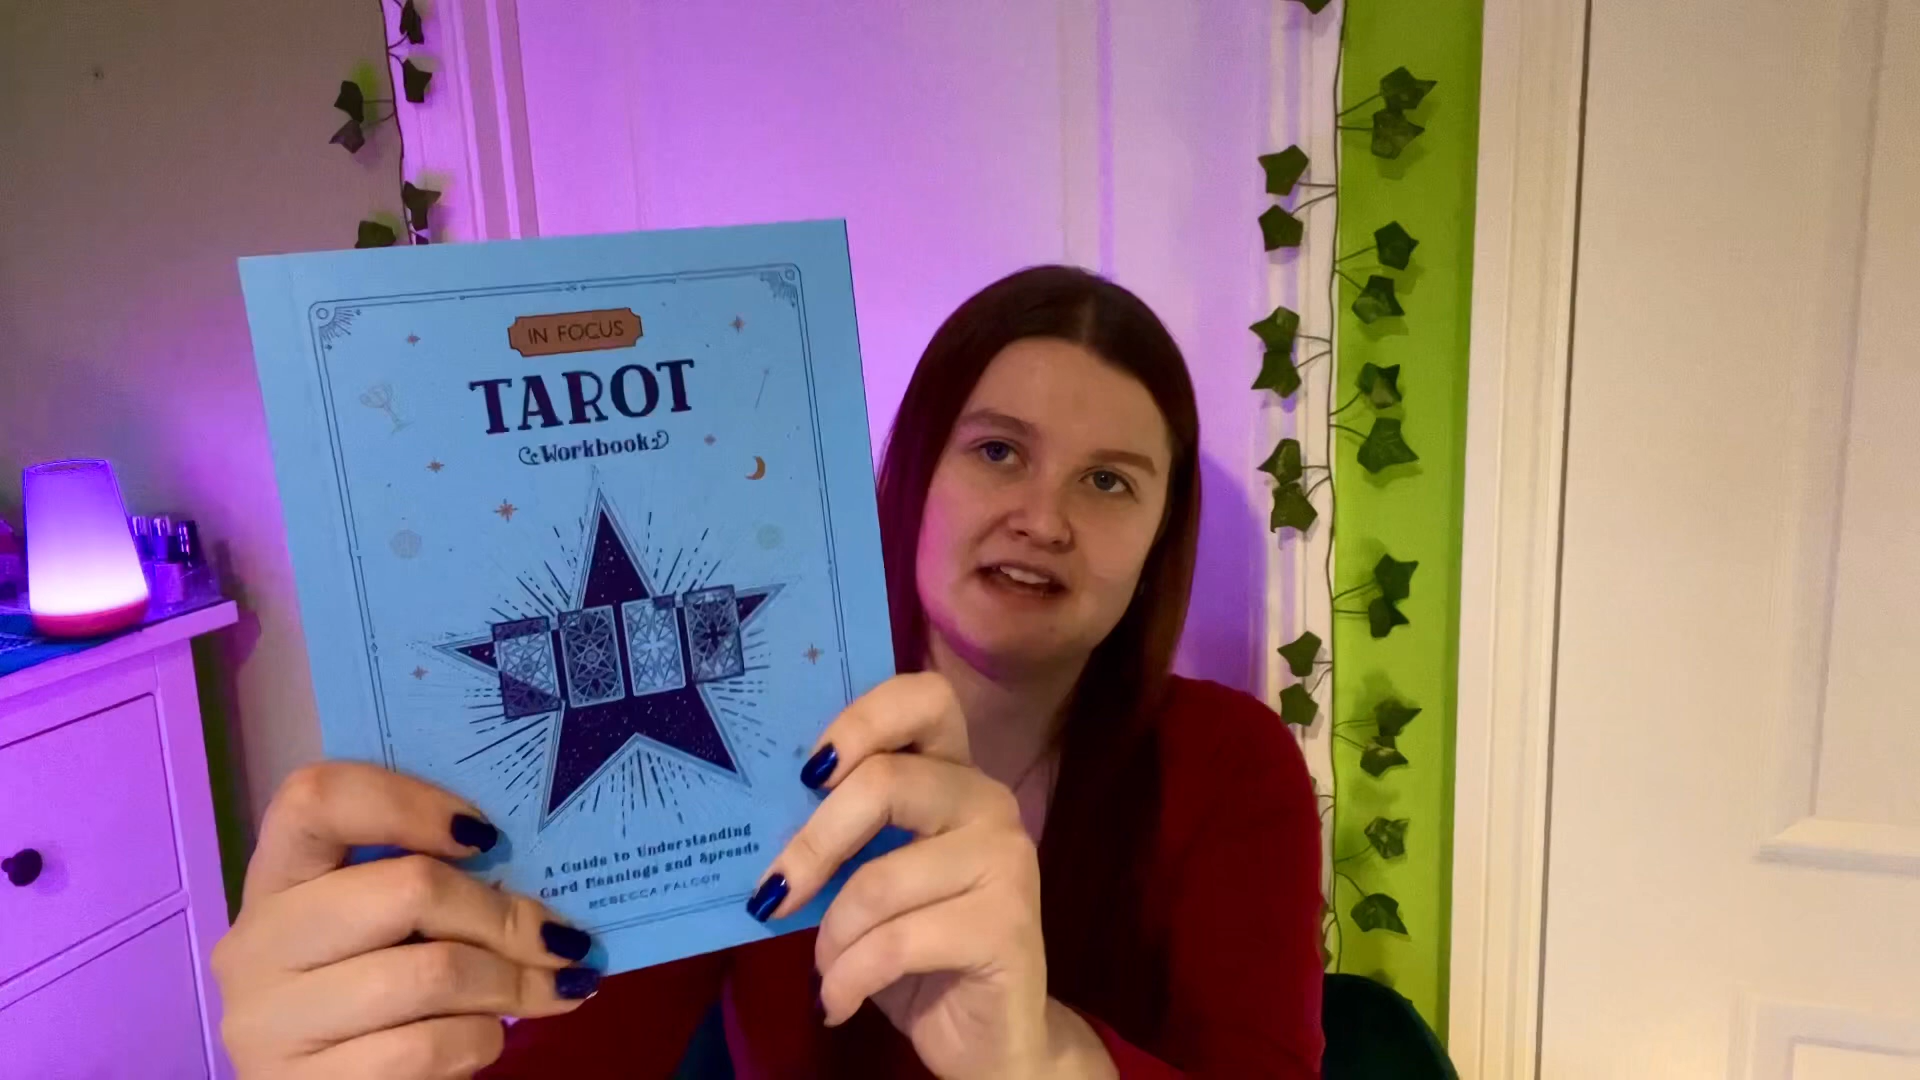 IN FOCUS
TAROT
Workbook
A Guide to Understanding
Card Meanings and Spreads
REBECCA FALCON